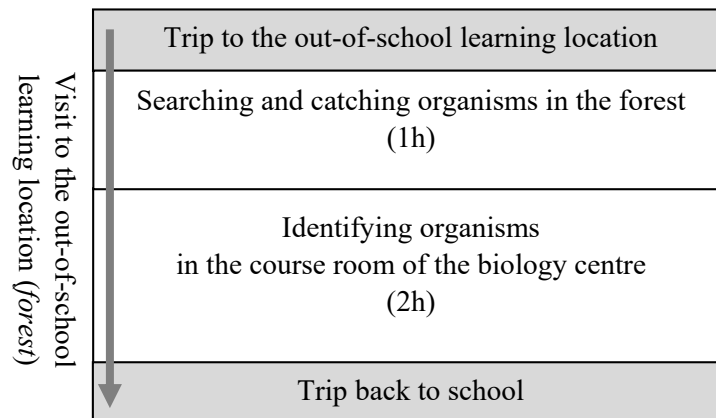 Visit to the out-of-school
learning location (forest)
Trip to the out-of-school learning location
Searching and catching organisms in the forest
(1h)
Identifying organisms
in the course room of the biology centre
(2h)
Trip back to school